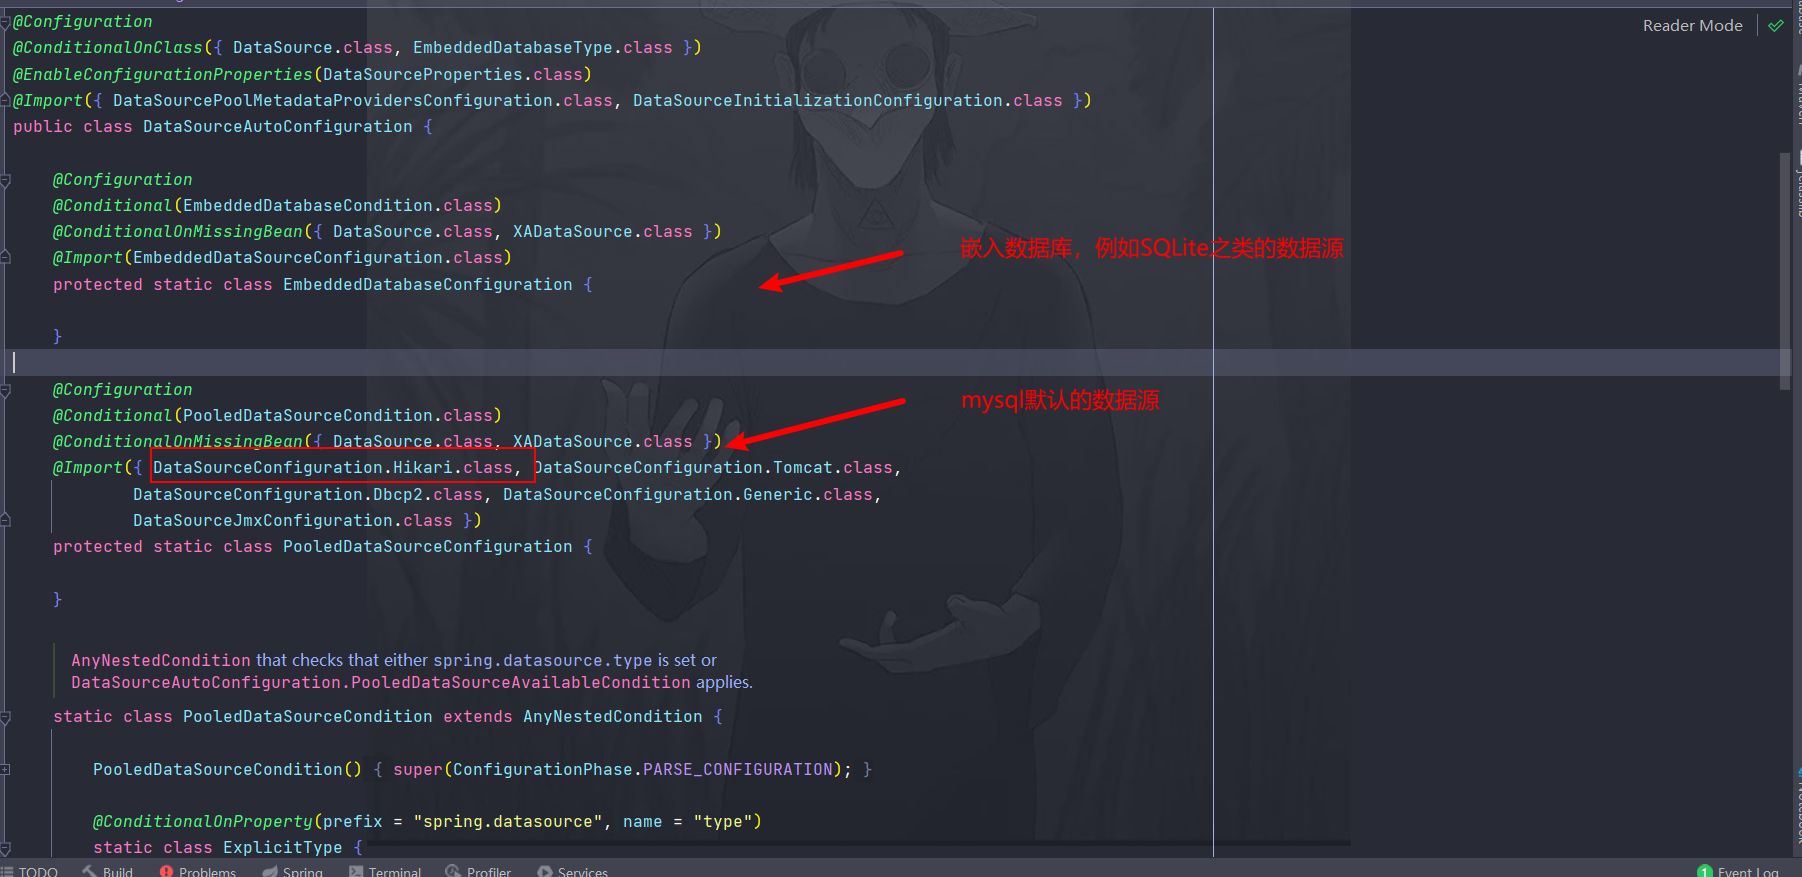 @Configuration
Reader Mode
@ConditionalOnClass({ DataSource.class, EmbeddedDatabaseType.class })
@EnableConfigurationProperties(DataSourceProperties.class)
@Import({ DataSourcePoolMetadataProvidersConfiguration.class, DataSourceInitializationConfiguration.class })
public class DataSourceAutoConfiguration {
@Configuration
@Conditional(EmbeddedDatabaseCondition.class)
@ConditionalOnMissingBean({ DataSource.class, XADataSource.class })
嵌入数据库，例如SQLite之类的数据源
@Import(EmbeddedDataSourceConfiguration.class)
protected static class EmbeddedDatabaseConfiguration {
}
@Configuration
mysql默认的数据源
@Conditional(PooledDataSourceCondition.class)
@ConditionalOnMissingBean({ DataSource.class, XADataSource.class })
@Import({ DataSourceConfiguration.Hikari.class, DataSourceConfiguration.Tomcat.class,
DataSourceConfiguration.Dbcp2.class, DataSourceConfiguration.Generic.class,
DataSourceJmxConfiguration.class })
protected static class PooledDataSourceConfiguration {
}
AnyNestedCondition that checks that either spring.datasource.type is set or
DataSourceAutoConfiguration.PooledDataSourceAvailableCondition applies.
static class PooledDataSourceCondition extends AnyNestedCondition {
PooledDataSourceCondition() { super(ConfigurationPhase.PARSE_CONFIGURATION); }
@ConditionalOnProperty(prefix = "spring.datasource", name = "type")
static class ExplicitType {
TODO Build Problems Spring Terminal Profiler Services 1 Event Log